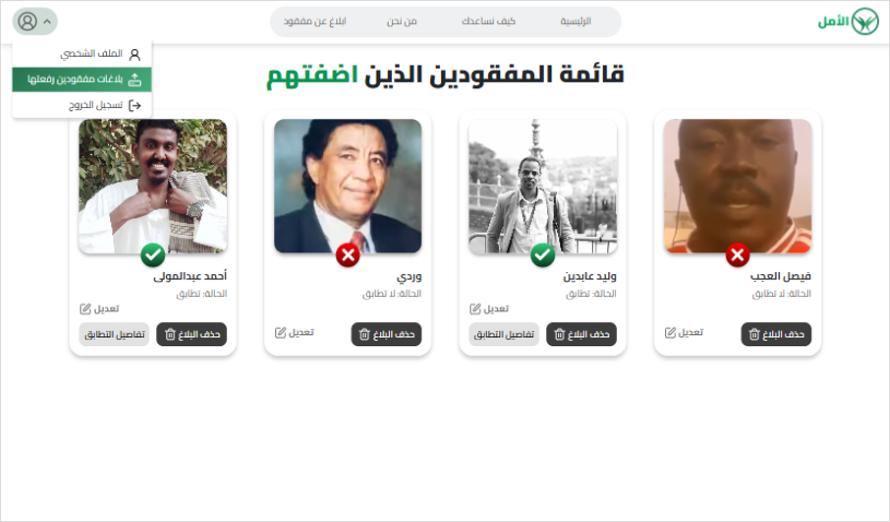 الأمل
الرئيسية
كيف نساعدك
من نحن
ابلاغ عن مفقود
الملف الشخصي
بلاغات مفقودين رفعتها
تسجيل الخروج
قائمة المفقودين الذين اضفتهم
فيصل العجب
الحالة: لا تطابق
حذف البلاغ
تعديل
وليد عابدين
الحالة: تطابق
تعديل
حذف البلاغ
تفاصيل التطابق
وردي
الحالة: لا تطابق
حذف البلاغ
تعديل
أحمد عبدالمولى
الحالة: تطابق
تعديل
حذف البلاغ
تفاصيل التطابق